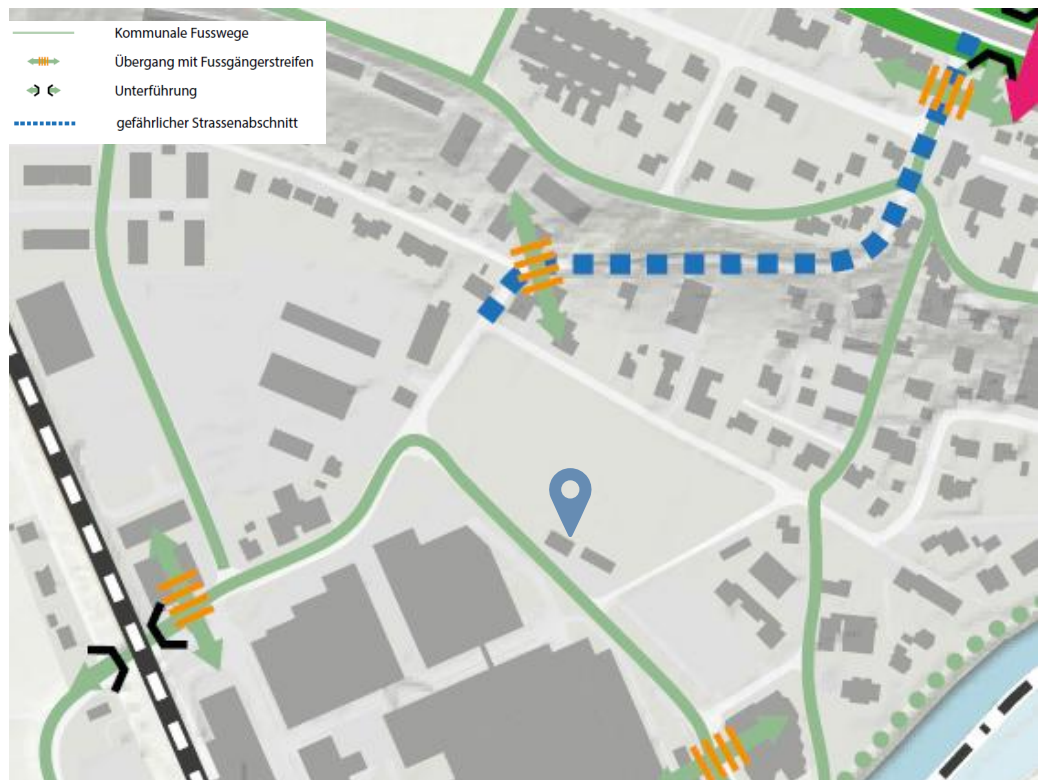 Kommunale Fusswege
Übergang mit Fussgängerstreifen
Unterführung
gefährlicher Strassenabschnitt